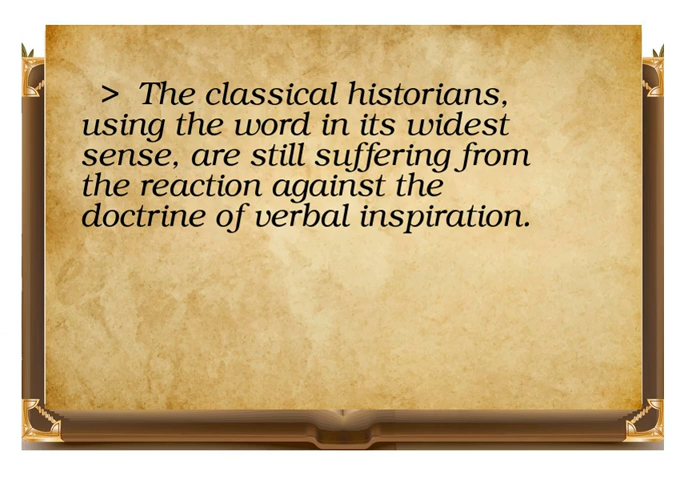 > The classical historians,
using the word in its widest
sense, are still suffering from
the reaction against the
doctrine of verbal inspiration.